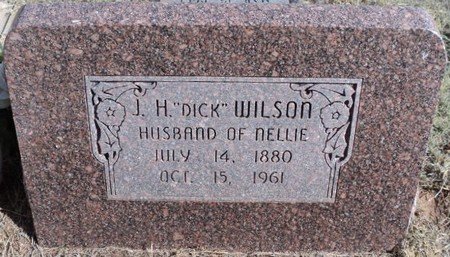 J. H. "DICK" WILSON
HUSBAND OF NELLIE
JULY 14, 1880
OCT. 15, 1961